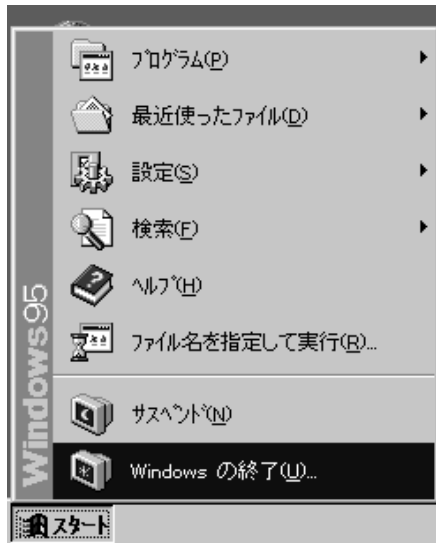 ﾌﾟﾛｸﾞﾗﾑ(P)
最近使ったﾌｧｲﾙ(D)
設定(S)
検索(F)
ﾍﾙﾌﾟ(H)
ﾌｧｲﾙ名を指定して実行(R)...
ｻｽﾍﾟﾝﾄﾞ(N)
Windows の終了(U)...
Windows95
スタート